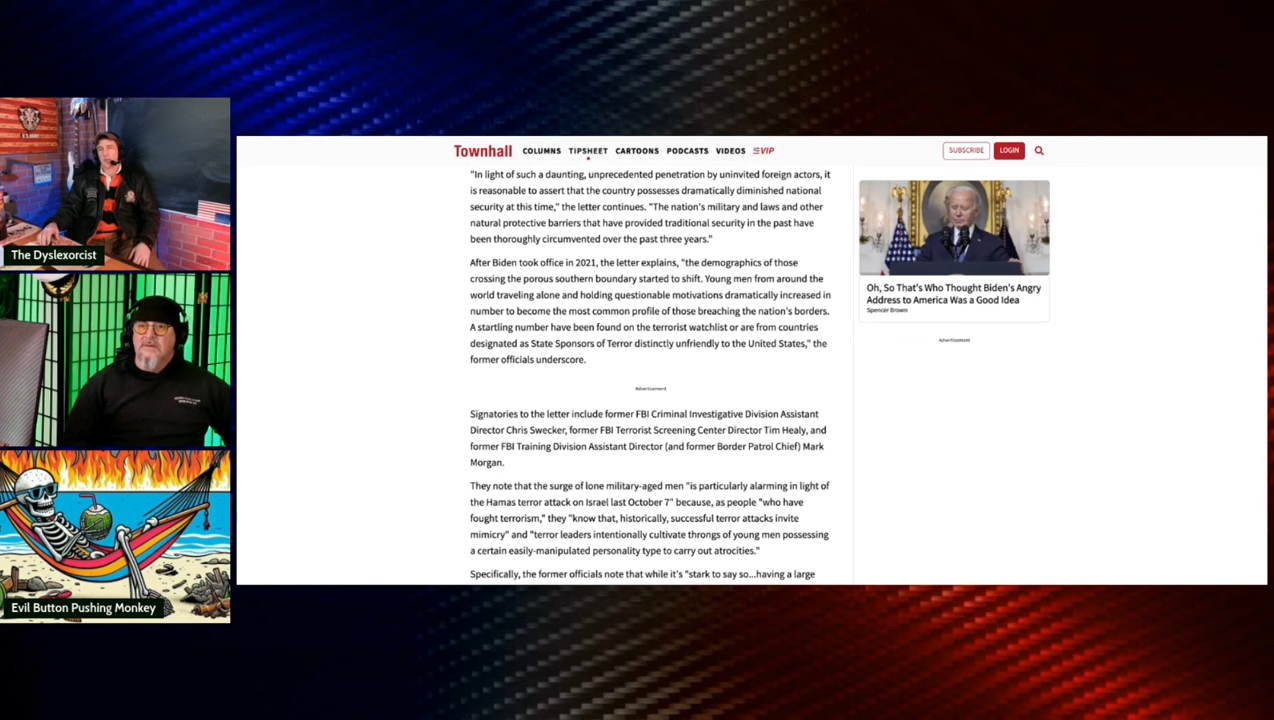 The Dyslexorcist
Evil Button Pushing Monkey
Townhall
COLUMNS TIPSHEET CARTOONS PODCASTS VIDEOS VIP
SUBSCRIBE LOGIN
"In light of such a daunting, unprecedented penetration by uninvited foreign actors, it
is reasonable to assert that the country possesses dramatically diminished national
security at this time," the letter continues. "The nation's military and laws and other
natural protective barriers that have provided traditional security in the past have
been thoroughly circumvented over the past three years."
After Biden took office in 2021, the letter explains, "the demographics of those
crossing the porous southern boundary started to shift. Young men from around the
world traveling alone and holding questionable motivations dramatically increased in
number to become the most common profile of those breaching the nation's borders.
A startling number have been found on the terrorist watchlist or are from countries
designated as State Sponsors of Terror distinctly unfriendly to the United States," the
former officials underscore.
Advertisement
Signatories to the letter include former FBI Criminal Investigative Division Assistant
Director Chris Swecker, former FBI Terrorist Screening Center Director Tim Healy, and
former FBI Training Division Assistant Director (and former Border Patrol Chief) Mark
Morgan.
They note that the surge of lone military-aged men "is particularly alarming in light of
the Hamas terror attack on Israel last October 7" because, as people "who have
fought terrorism," they "know that, historically, successful terror attacks invite
mimicry" and "terror leaders intentionally cultivate throngs of young men possessing
a certain easily-manipulated personality type to carry out atrocities."
Specifically, the former officials note that while it's "stark to say so...having a large
Oh, So That's Who Thought Biden's Angry
Address to America Was a Good Idea
Spencer Brown
Advertisement